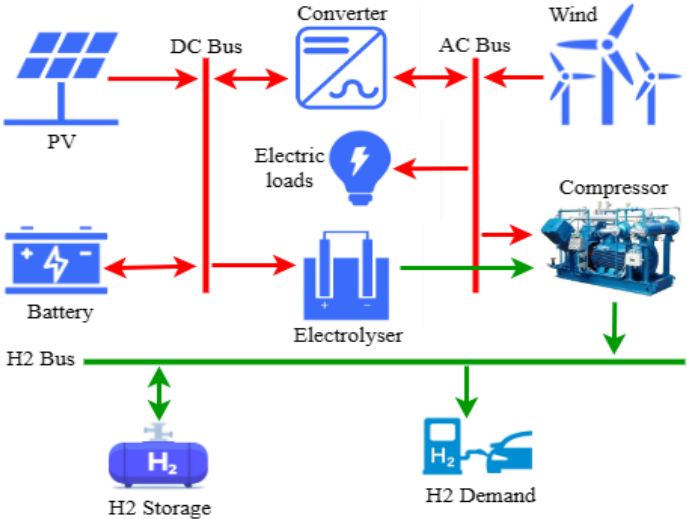 Converter
Wind
DC Bus
AC Bus
PV
Electric
loads
Compressor
+ -
Battery
+ -
Electrolyser
H2 Bus
H₂
H₂
H2 Storage
H2 Demand